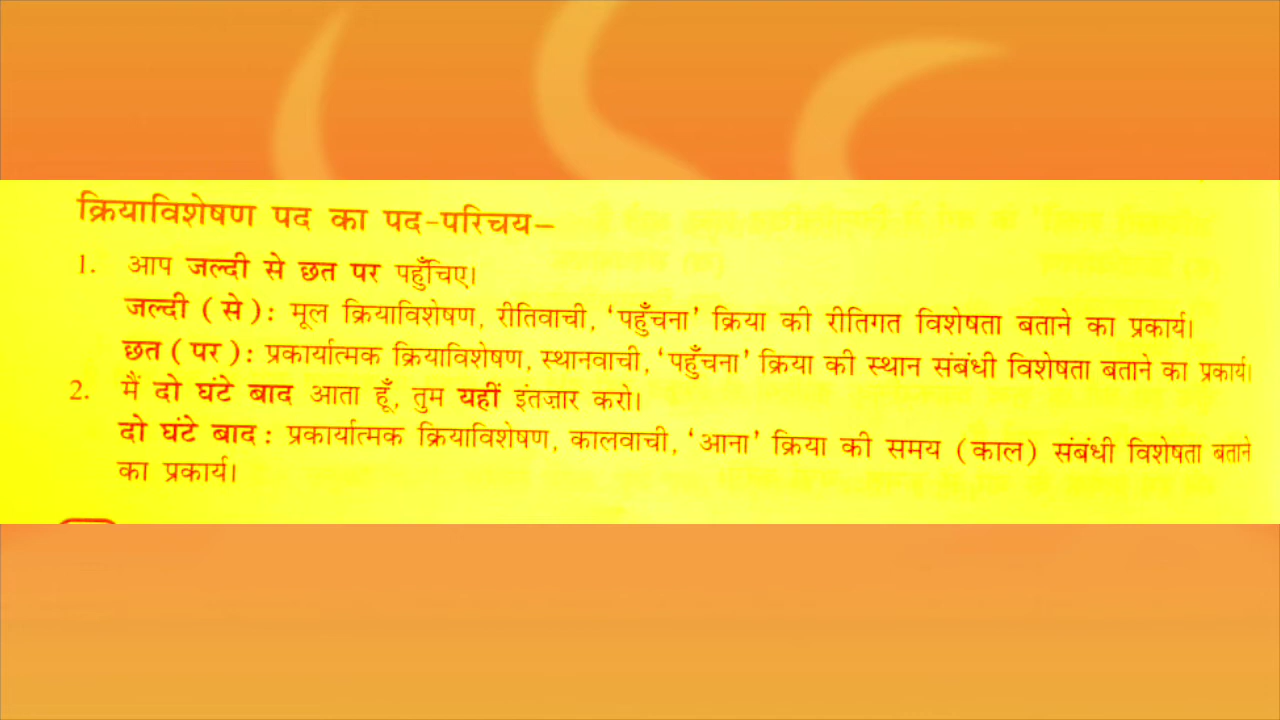 क्रियाविशेषण पद का पद-परिचय–
1. आप जल्दी से छत पर पहुँचिए।
जल्दी ( से ) : मूल क्रियाविशेषण, रीतिवाची, ‘पहुँचना’ क्रिया की रीतिगत विशेषता बताने का प्रकार्य।
छत ( पर ) : प्रकार्यात्मक क्रियाविशेषण, स्थानवाची, ‘पहुँचना’ क्रिया की स्थान संबंधी विशेषता बताने का प्रकार्य।
2. मैं दो घंटे बाद आता हूँ, तुम यहीं इंतज़ार करो।
दो घंटे बाद : प्रकार्यात्मक क्रियाविशेषण, कालवाची, ‘आना’ क्रिया की समय (काल) संबंधी विशेषता बताने
का प्रकार्य।